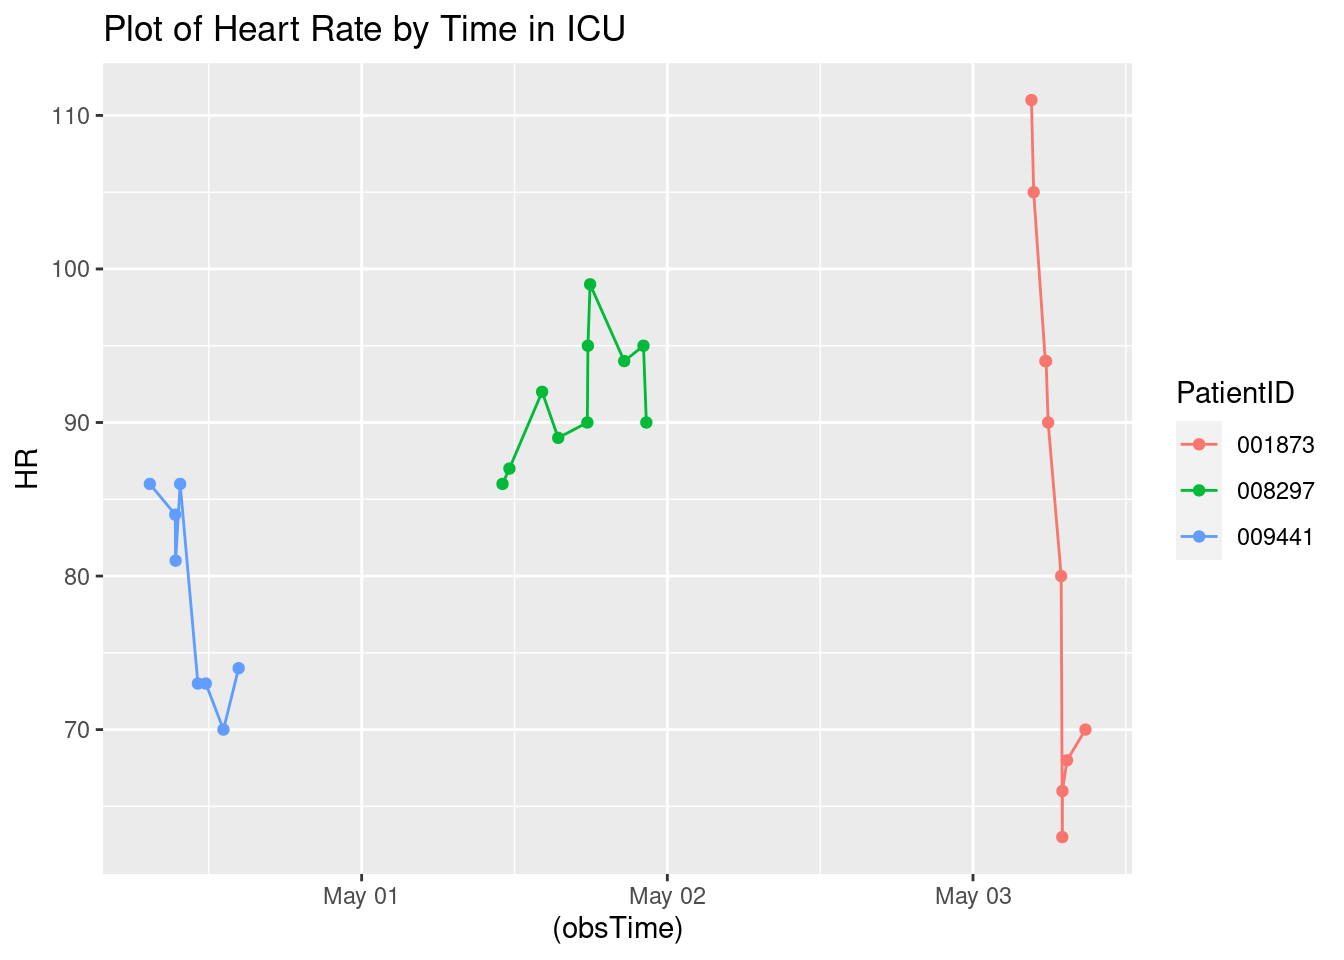 Plot of Heart Rate by Time in ICU
110
100
90
80
70
HR
May 01
May 02
May 03
(obsTime)
PatientID
001873
008297
009441